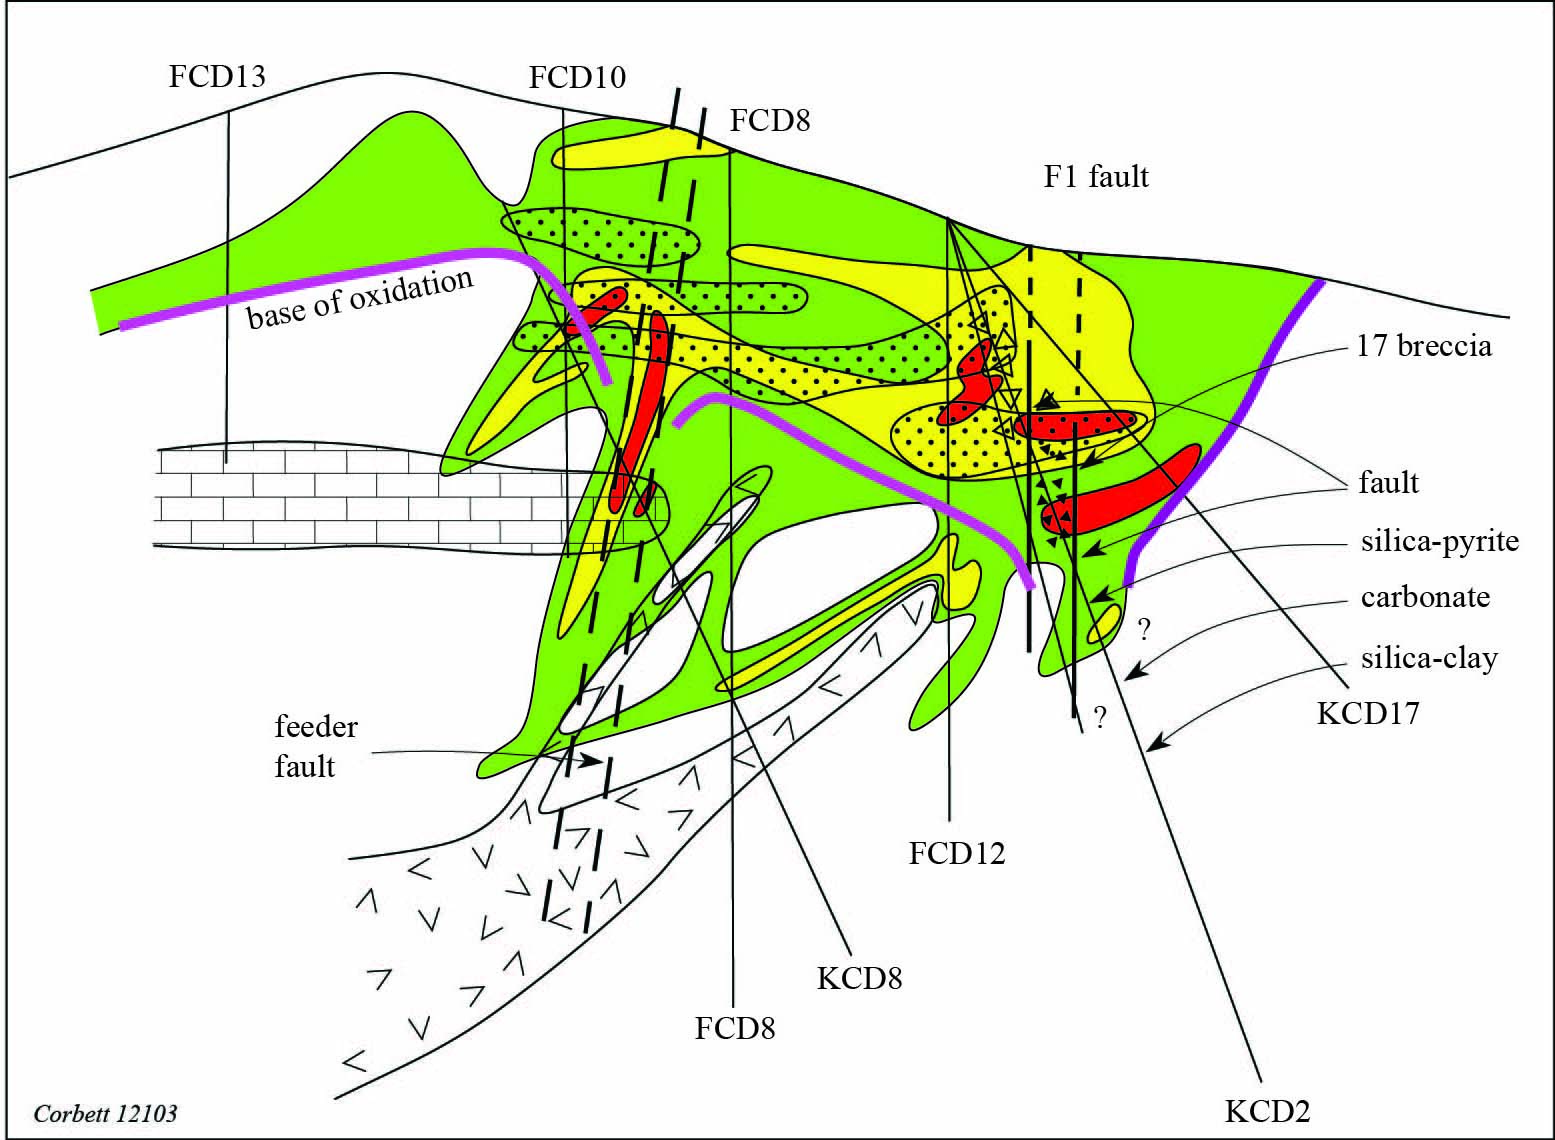 FCD13
FCD10
FCD8
F1 fault
base of oxidation
17 breccia
fault
silica-pyrite
carbonate
?
silica-clay
?
KCD17
feeder
fault
FCD12
KCD8
FCD8
KCD2
Corbett 12103